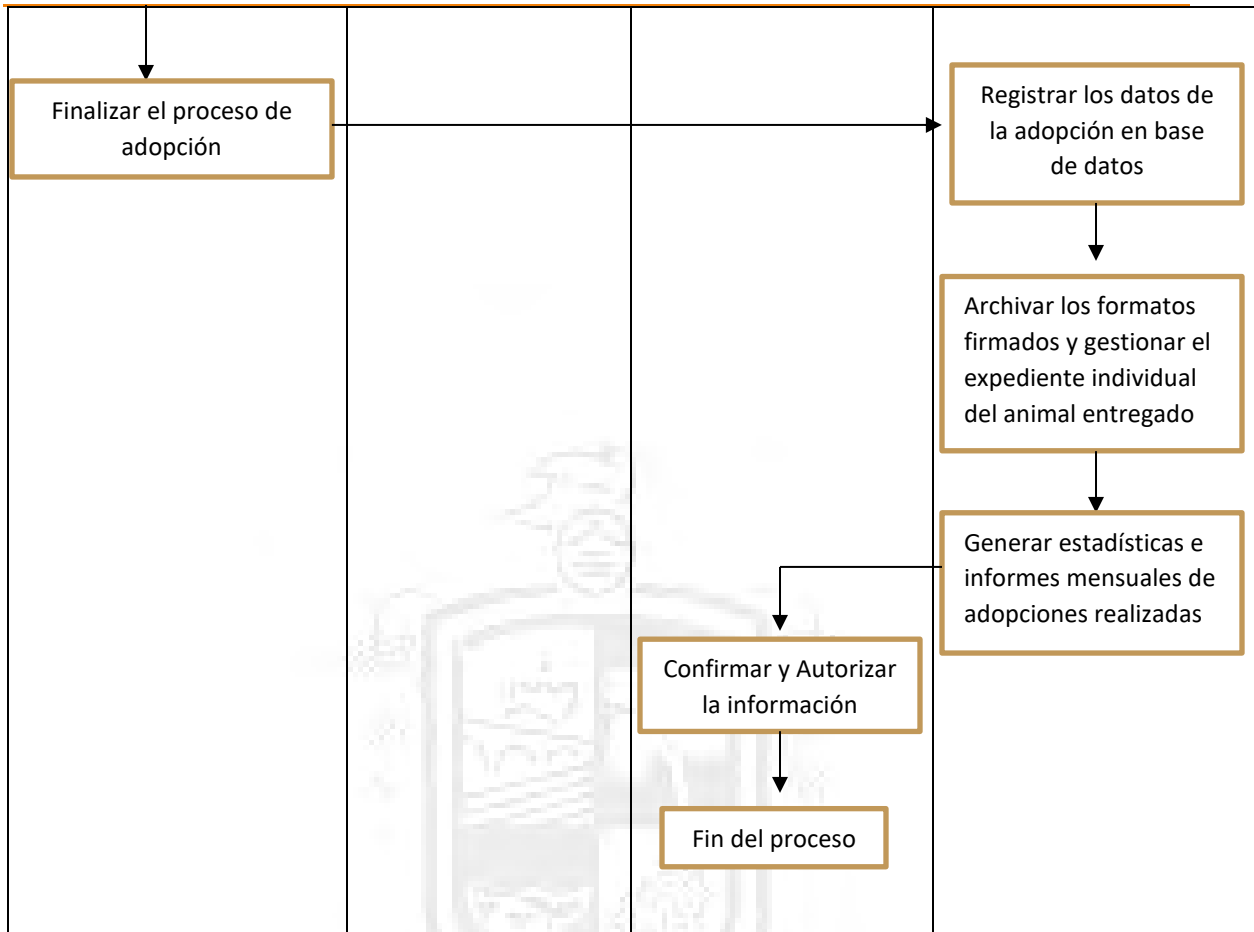 Finalizar el proceso de
adopción
Registrar los datos de
la adopción en base
de datos
Archivar los formatos
firmados y gestionar el
expediente individual
del animal entregado
Generar estadísticas e
informes mensuales de
adopciones realizadas
Confirmar y Autorizar
la información
Fin del proceso